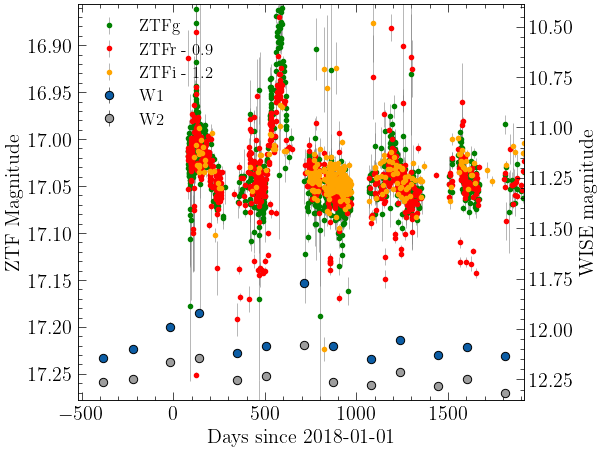 ZTFg
ZTFr - 0.9
ZTFi - 1.2
W1
W2
16.90
16.95
17.00
17.05
17.10
17.15
17.20
17.25
ZTF Magnitude
10.50
10.75
11.00
11.25
11.50
11.75
12.00
12.25
WISE magnitude
−500
0
500
1000
1500
Days since 2018-01-01